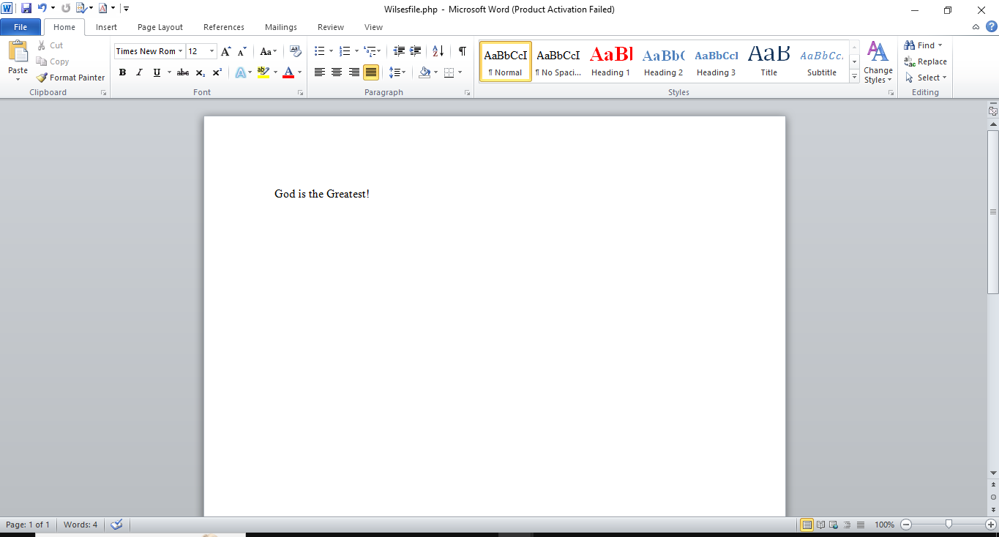 Wilsesfile.php - Microsoft Word (Product Activation Failed)
File Home Insert Page Layout References Mailings Review View
Paste
Cut
Copy
Format Painter
Clipboard
Times New Rom 12
Font
Paragraph
AaBbCcI AaBbCcI AaBl AaBb( AaBbCcI AaB AaBbCc.
¶ Normal ¶ No Spaci... Heading 1 Heading 2 Heading 3 Title Subtitle
Change
Styles
Styles
Find
Replace
Select
Editing
God is the Greatest!
Page: 1 of 1 Words: 4 100%